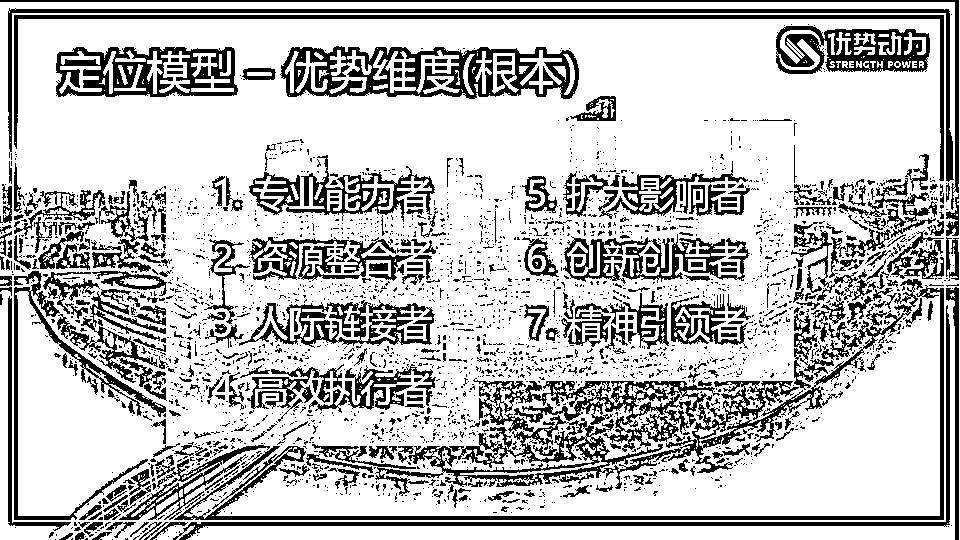 定位模型 – 优势维度(根本)
优势动力
STRENGTH POWER
1. 专业能力者
2. 资源整合者
3. 人际链接者
4. 高效执行者
5. 扩大影响者
6. 创新创造者
7. 精神引领者